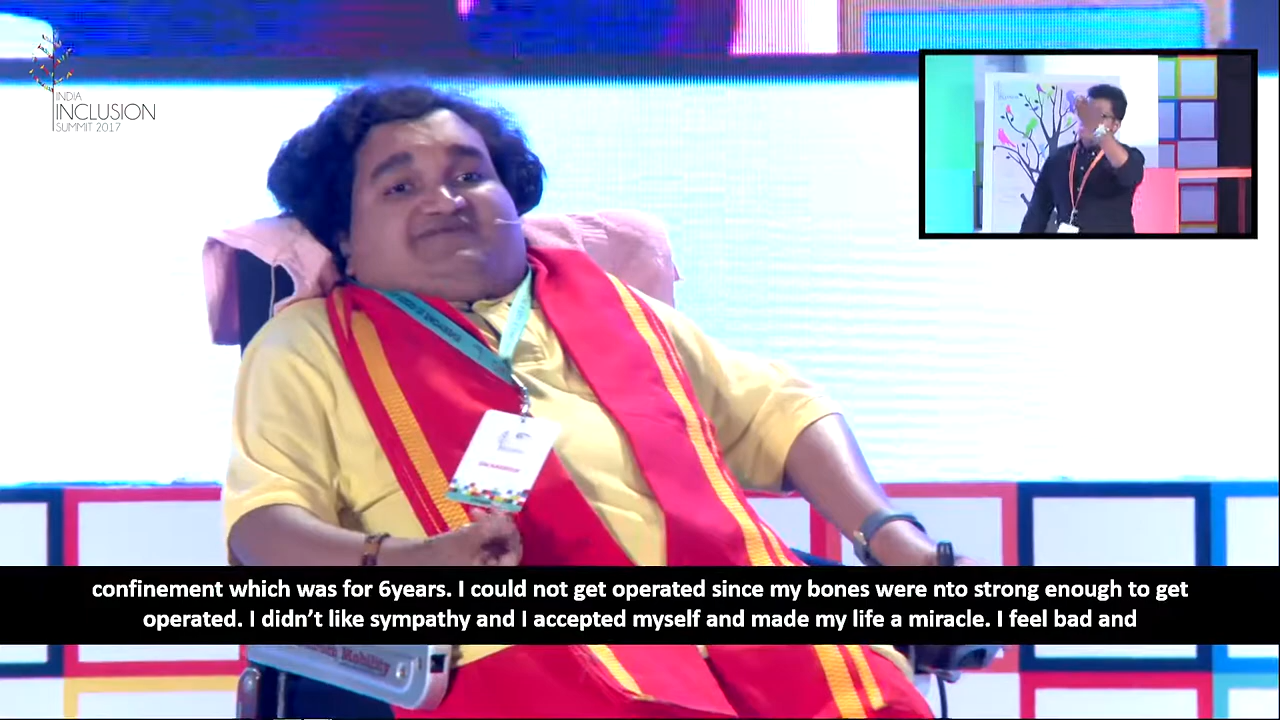 INDIA
INCLUSION
SUMMIT 2017
confinement which was for 6years. I could not get operated since my bones were nto strong enough to get
operated. I didn't like sympathy and I accepted myself and made my life a miracle. I feel bad and
Mobility